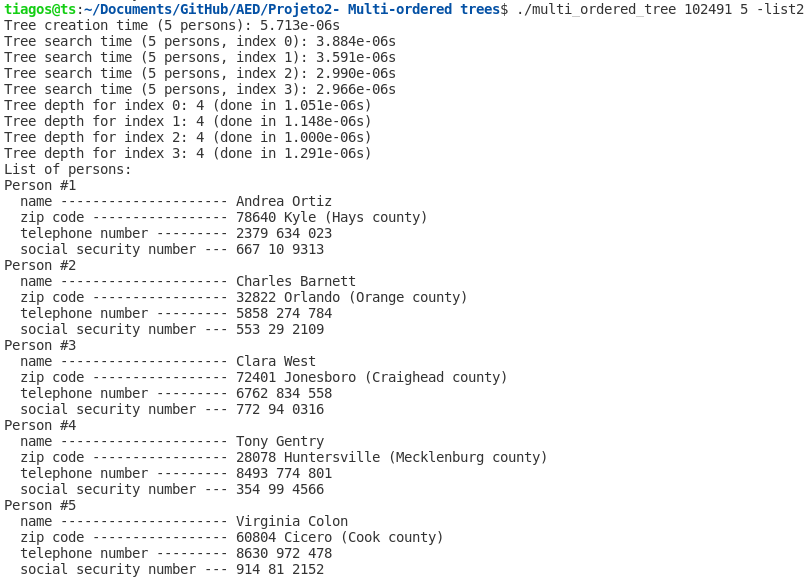 tiagos@ts:~/Documents/GitHub/AED/Projeto2- Multi-ordered trees$ ./multi_ordered_tree 102491 5 -list2
Tree creation time (5 persons): 5.713e-06s
Tree search time (5 persons, index 0): 3.884e-06s
Tree search time (5 persons, index 1): 3.591e-06s
Tree search time (5 persons, index 2): 2.990e-06s
Tree search time (5 persons, index 3): 2.966e-06s
Tree depth for index 0: 4 (done in 1.051e-06s)
Tree depth for index 1: 4 (done in 1.148e-06s)
Tree depth for index 2: 4 (done in 1.000e-06s)
Tree depth for index 3: 4 (done in 1.291e-06s)
List of persons:
Person #1
  name --------------------- Andrea Ortiz
  zip code ----------------- 78640 Kyle (Hays county)
  telephone number --------- 2379 634 023
  social security number --- 667 10 9313
Person #2
  name --------------------- Charles Barnett
  zip code ----------------- 32822 Orlando (Orange county)
  telephone number --------- 5858 274 784
  social security number --- 553 29 2109
Person #3
  name --------------------- Clara West
  zip code ----------------- 72401 Jonesboro (Craighead county)
  telephone number --------- 6762 834 558
  social security number --- 772 94 0316
Person #4
  name --------------------- Tony Gentry
  zip code ----------------- 28078 Huntersville (Mecklenburg county)
  telephone number --------- 8493 774 801
  social security number --- 354 99 4566
Person #5
  name --------------------- Virginia Colon
  zip code ----------------- 60804 Cicero (Cook county)
  telephone number --------- 8630 972 478
  social security number --- 914 81 2152